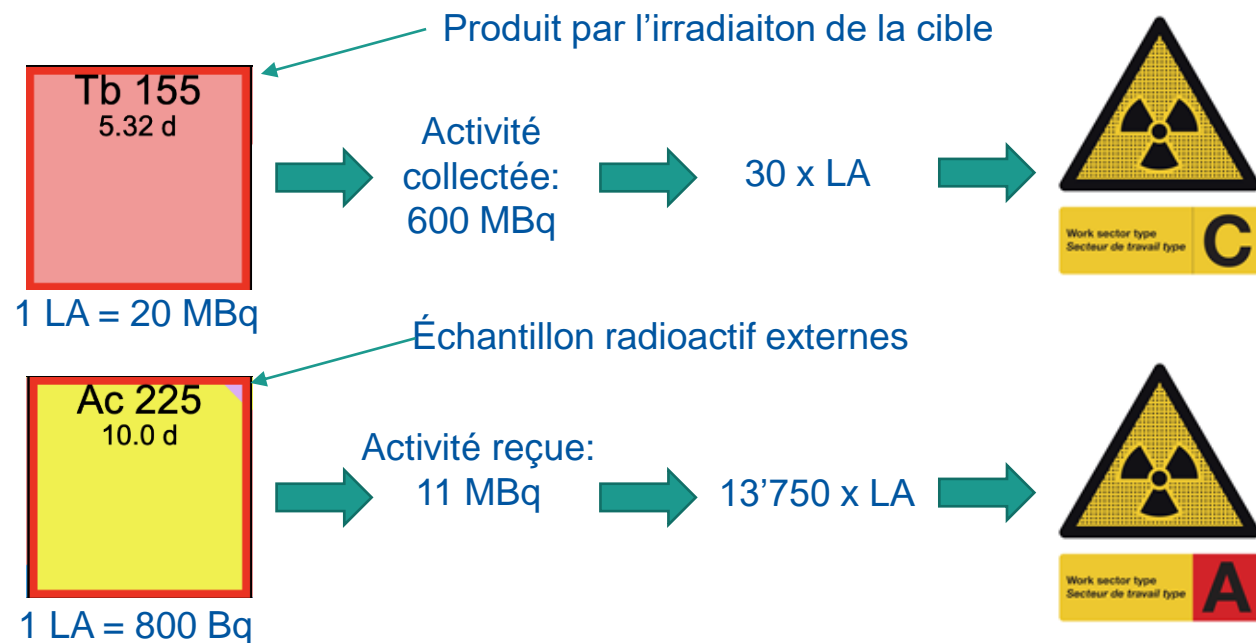 Produit par l’irradiaiton de la cible
Tb 155
5.32 d
Activité
collectée:
600 MBq
30 x LA
Work sector type
Secteur de travail type
C
1 LA = 20 MBq
Échantillon radioactif externes
Ac 225
10.0 d
Activité reçue:
11 MBq
13’750 x LA
Work sector type
Secteur de travail type
A
1 LA = 800 Bq